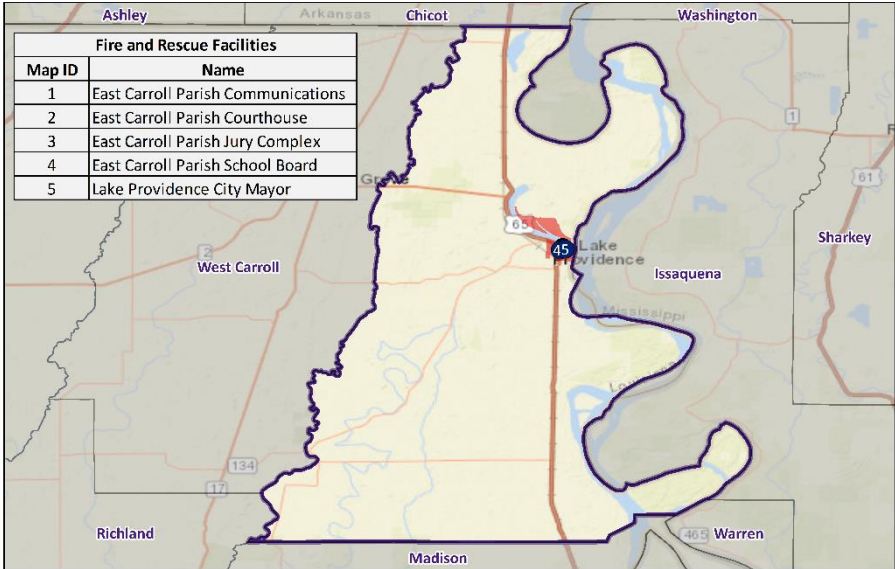 Ashley
Arkansas
Chicot
Washington
Fire and Rescue Facilities
Map ID Name
1 East Carroll Parish Communications
2 East Carroll Parish Courthouse
3 East Carroll Parish Jury Complex
4 East Carroll Parish School Board
5 Lake Providence City Mayor
1
61
65
45
Lake
Providence
Sharkey
2
West Carroll
Issaquena
Mississippi
134
17
Richland
465
Warren
Madison